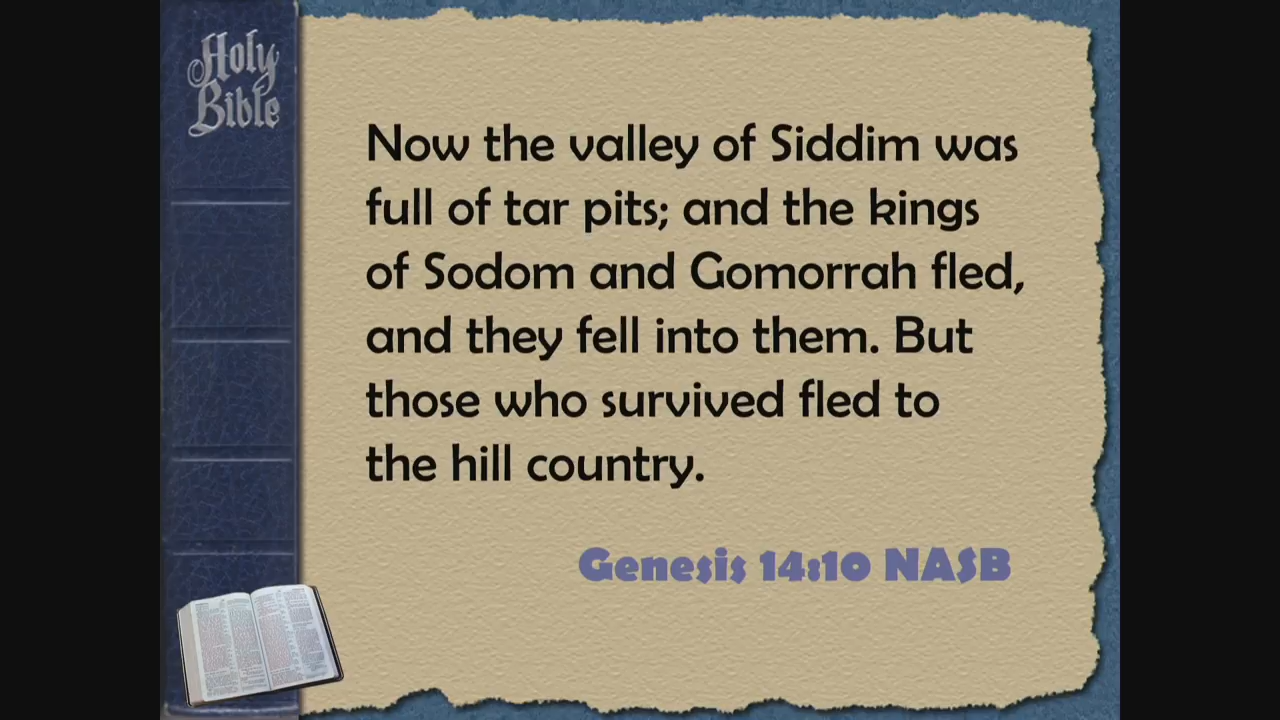 Holy
Bible
Now the valley of Siddim was
full of tar pits; and the kings
of Sodom and Gomorrah fled,
and they fell into them. But
those who survived fled to
the hill country.
Genesis 14:10 NASB